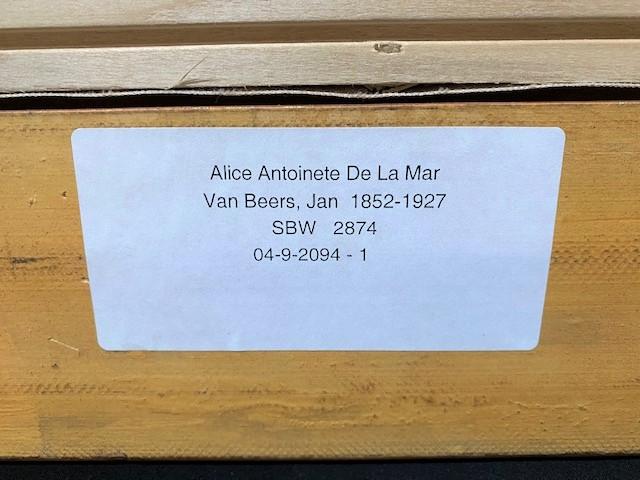 Alice Antoinete De La Mar
Van Beers, Jan 1852-1927
SBW 2874
04-9-2094 - 1